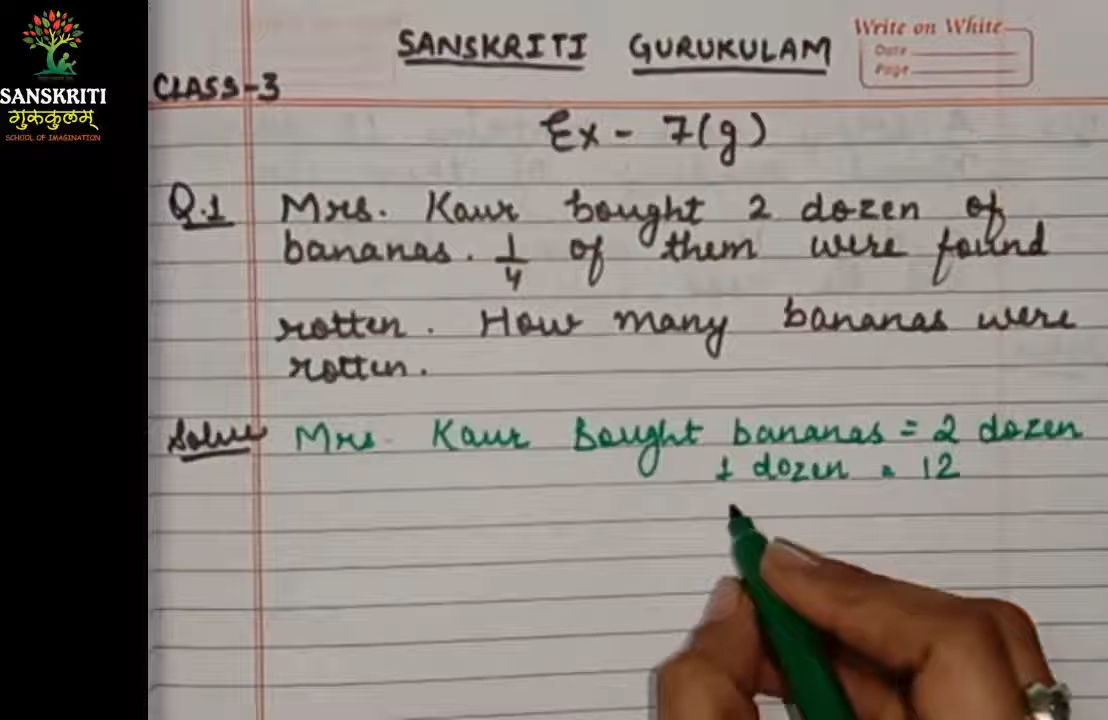 SANSKRITI
गुरुकुलम्
SCHOOL OF IMAGINATION
SANSKRITI GURUKULAM
Write on White
Date
Page
CLASS-3
Ex - 7(g)
Q.1 Mrs. Kaur bought 2 dozen of
bananas. 1/4 of them were found
rotten. How many bananas were
rotten.
Solue Mrs. Kaur Bought bananas = 2 dozen
1 dozen = 12